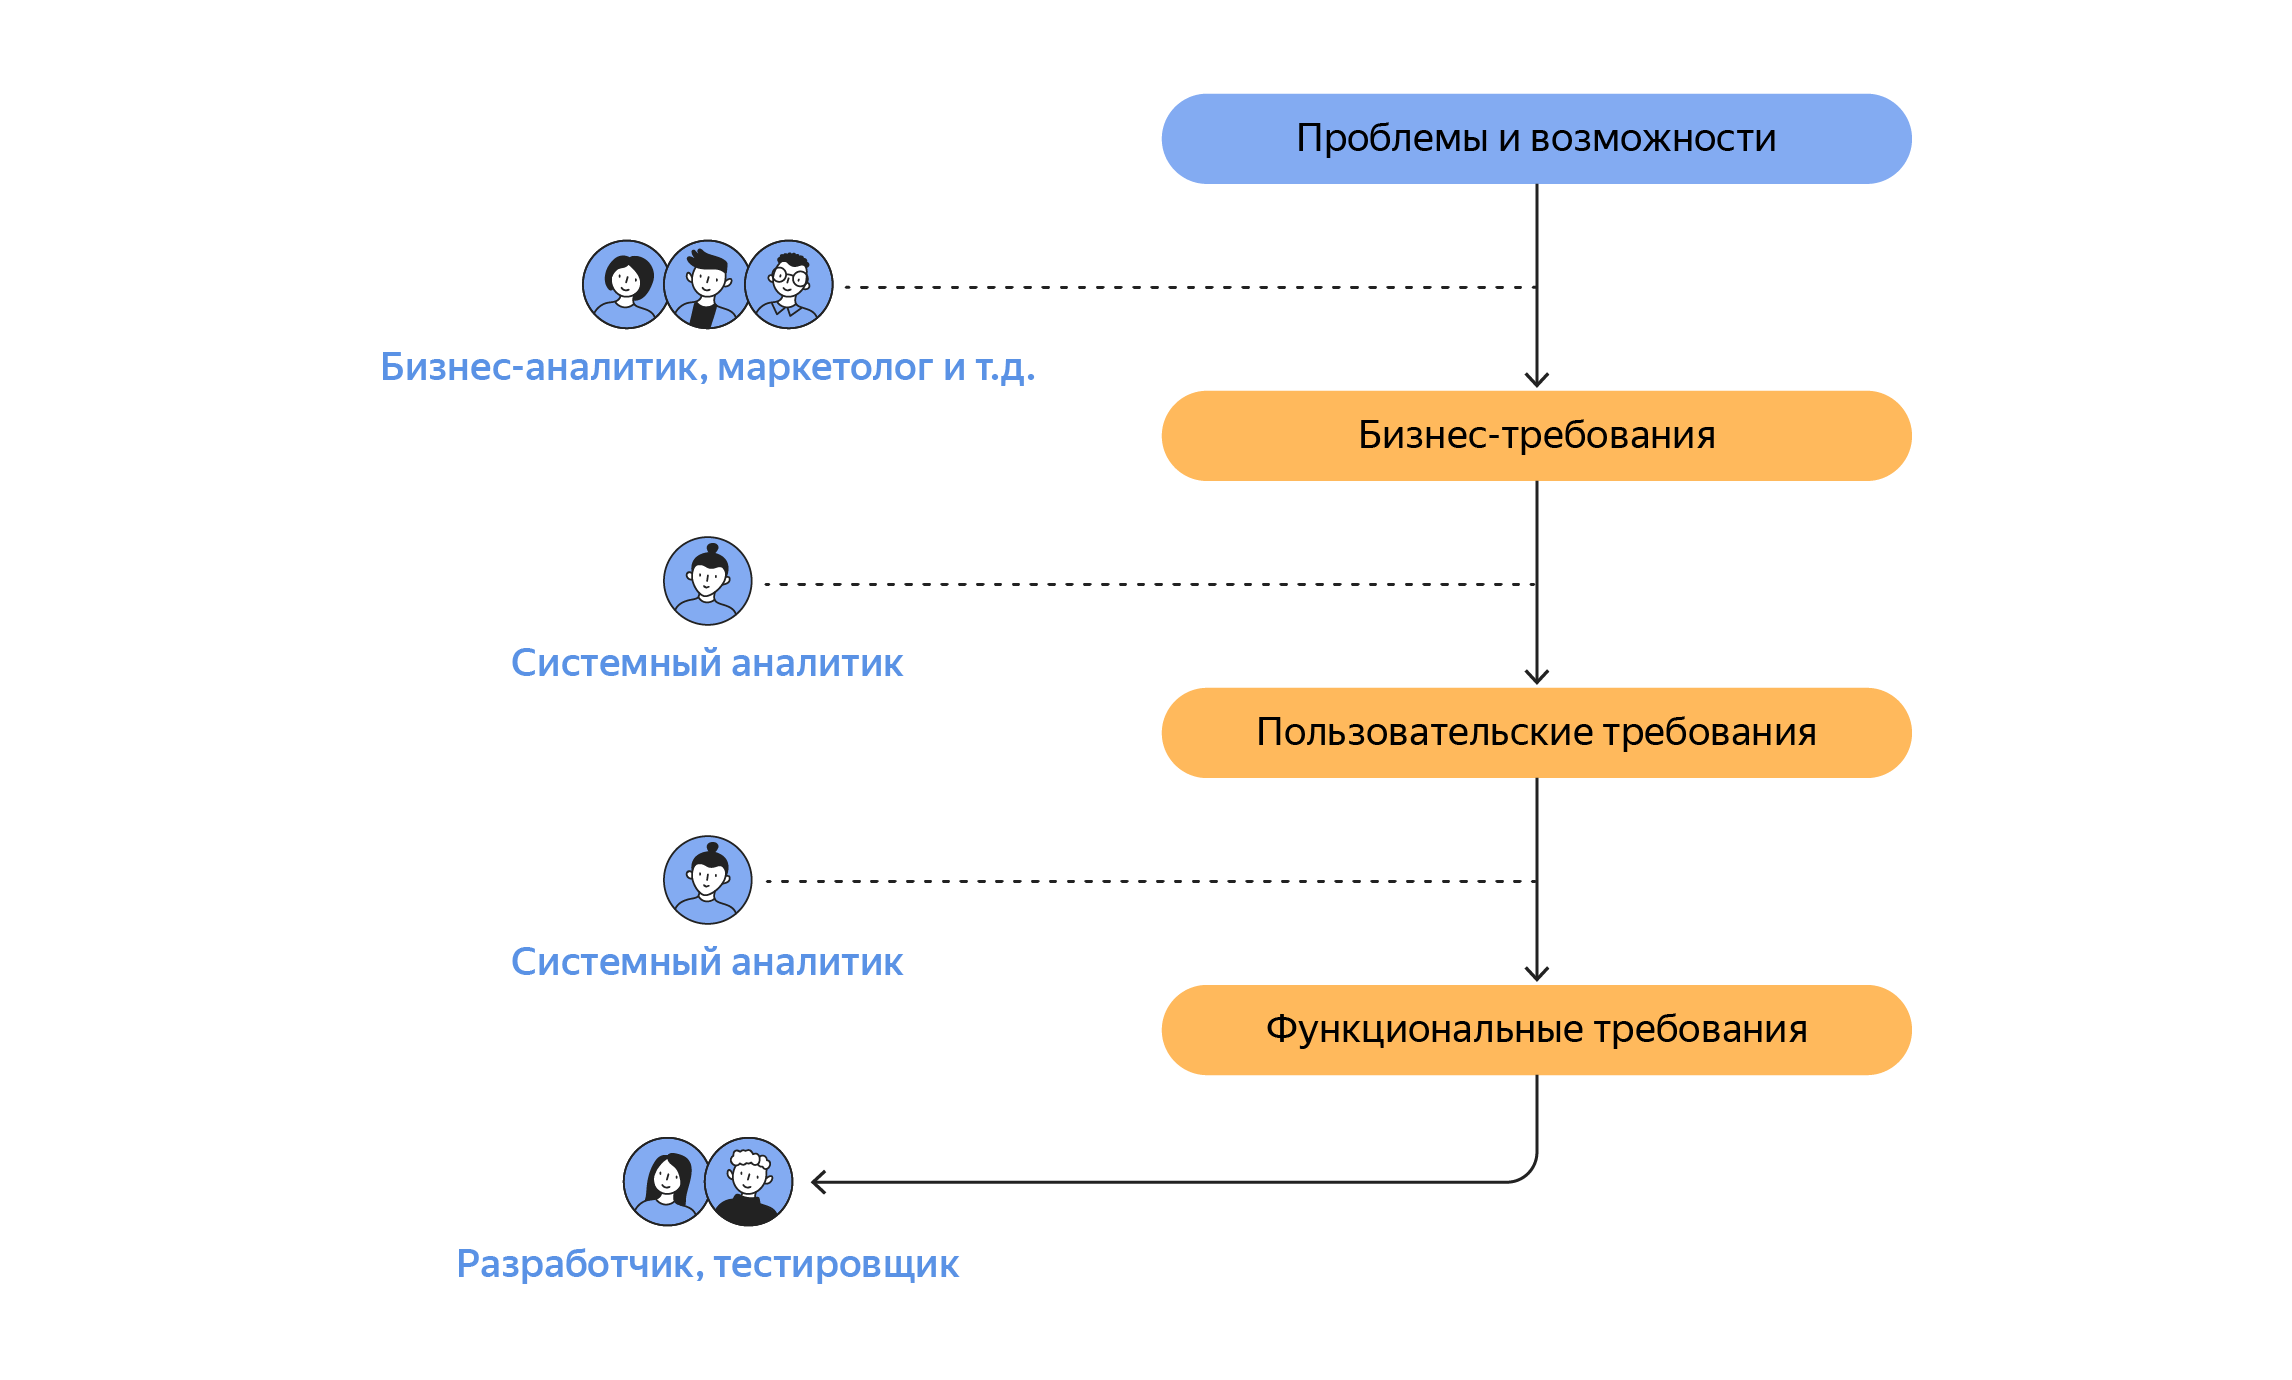 Проблемы и возможности
Бизнес-аналитик, маркетолог и т.д.
Бизнес-требования
Системный аналитик
Пользовательские требования
Системный аналитик
Функциональные требования
Разработчик, тестировщик